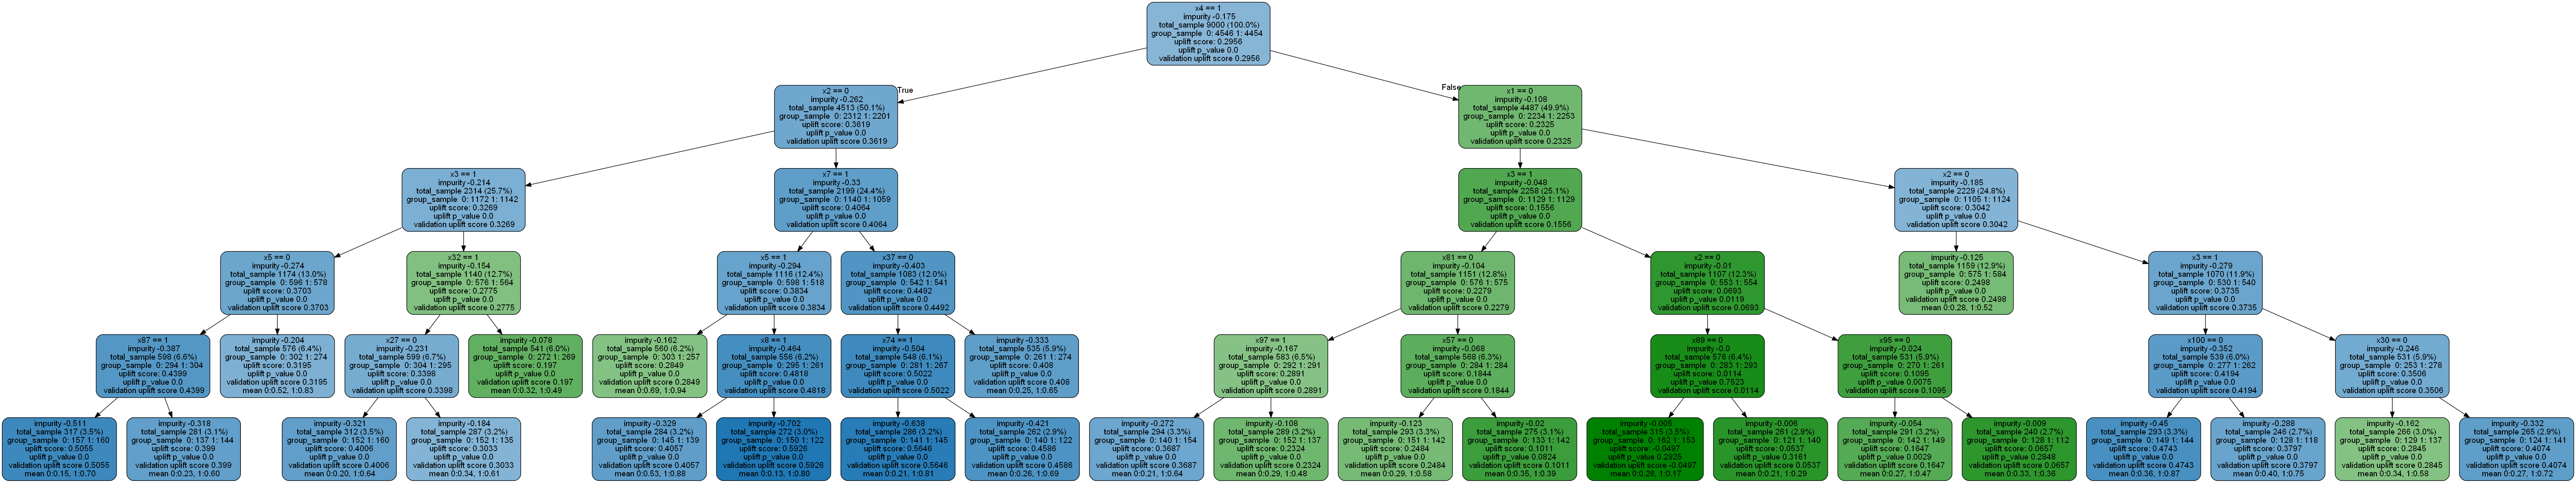 x4 == 1
impurity -0.175
total_sample 9000 (100.0%)
group_sample 0: 4546 1: 4454
uplift score: 0.2956
uplift p_value 0.0
validation uplift score 0.2956
True
False
x2 == 0
impurity -0.262
total_sample 4513 (50.1%)
group_sample 0: 2312 1: 2201
uplift score: 0.3619
uplift p_value 0.0
validation uplift score 0.3619
x1 == 0
impurity -0.108
total_sample 4487 (49.9%)
group_sample 0: 2234 1: 2253
uplift score: 0.2325
uplift p_value 0.0
validation uplift score 0.2325
x3 == 1
impurity -0.214
total_sample 2314 (25.7%)
group_sample 0: 1172 1: 1142
uplift score: 0.3269
uplift p_value 0.0
validation uplift score 0.3269
x7 == 1
impurity -0.33
total_sample 2199 (24.4%)
group_sample 0: 1140 1: 1059
uplift score: 0.4064
uplift p_value 0.0
validation uplift score 0.4064
x3 == 1
impurity -0.048
total_sample 2258 (25.1%)
group_sample 0: 1129 1: 1129
uplift score: 0.1556
uplift p_value 0.0
validation uplift score 0.1556
x2 == 0
impurity -0.185
total_sample 2229 (24.8%)
group_sample 0: 1105 1: 1124
uplift score: 0.3042
uplift p_value 0.0
validation uplift score 0.3042
x5 == 0
impurity -0.274
total_sample 1174 (13.0%)
group_sample 0: 596 1: 578
uplift score: 0.3703
uplift p_value 0.0
validation uplift score 0.3703
x32 == 1
impurity -0.154
total_sample 1140 (12.7%)
group_sample 0: 576 1: 564
uplift score: 0.2775
uplift p_value 0.0
validation uplift score 0.2775
x5 == 1
impurity -0.294
total_sample 1116 (12.4%)
group_sample 0: 598 1: 518
uplift score: 0.3834
uplift p_value 0.0
validation uplift score 0.3834
x37 == 0
impurity -0.403
total_sample 1083 (12.0%)
group_sample 0: 542 1: 541
uplift score: 0.4492
uplift p_value 0.0
validation uplift score 0.4492
x81 == 0
impurity -0.104
total_sample 1151 (12.8%)
group_sample 0: 576 1: 575
uplift score: 0.2279
uplift p_value 0.0
validation uplift score 0.2279
x2 == 0
impurity -0.01
total_sample 1107 (12.3%)
group_sample 0: 553 1: 554
uplift score: 0.0693
uplift p_value 0.0119
validation uplift score 0.0693
impurity -0.125
total_sample 1159 (12.9%)
group_sample 0: 575 1: 584
uplift score: 0.2498
uplift p_value 0.0
validation uplift score 0.2498
mean 0:0.28, 1:0.52
x3 == 1
impurity -0.279
total_sample 1070 (11.9%)
group_sample 0: 530 1: 540
uplift score: 0.3735
uplift p_value 0.0
validation uplift score 0.3735
x87 == 1
impurity -0.387
total_sample 598 (6.6%)
group_sample 0: 294 1: 304
uplift score: 0.4399
uplift p_value 0.0
validation uplift score 0.4399
impurity -0.204
total_sample 576 (6.4%)
group_sample 0: 302 1: 274
uplift score: 0.3195
uplift p_value 0.0
validation uplift score 0.3195
mean 0:0.52, 1:0.83
x27 == 0
impurity -0.231
total_sample 599 (6.7%)
group_sample 0: 304 1: 295
uplift score: 0.3398
uplift p_value 0.0
validation uplift score 0.3398
impurity -0.078
total_sample 541 (6.0%)
group_sample 0: 272 1: 269
uplift score: 0.197
uplift p_value 0.0
validation uplift score 0.197
mean 0:0.32, 1:0.49
impurity -0.162
total_sample 560 (6.2%)
group_sample 0: 303 1: 257
uplift score: 0.2849
uplift p_value 0.0
validation uplift score 0.2849
mean 0:0.69, 1:0.94
x8 == 1
impurity -0.464
total_sample 556 (6.2%)
group_sample 0: 295 1: 261
uplift score: 0.4818
uplift p_value 0.0
validation uplift score 0.4818
x74 == 1
impurity -0.504
total_sample 548 (6.1%)
group_sample 0: 281 1: 267
uplift score: 0.5022
uplift p_value 0.0
validation uplift score 0.5022
impurity -0.333
total_sample 535 (5.9%)
group_sample 0: 261 1: 274
uplift score: 0.408
uplift p_value 0.0
validation uplift score 0.408
mean 0:0.25, 1:0.65
x97 == 1
impurity -0.167
total_sample 583 (6.5%)
group_sample 0: 292 1: 291
uplift score: 0.2891
uplift p_value 0.0
validation uplift score 0.2891
x57 == 0
impurity -0.068
total_sample 568 (6.3%)
group_sample 0: 284 1: 284
uplift score: 0.1844
uplift p_value 0.0
validation uplift score 0.1844
x89 == 0
impurity -0.0
total_sample 576 (6.4%)
group_sample 0: 283 1: 293
uplift score: 0.0114
uplift p_value 0.7523
validation uplift score 0.0114
x95 == 0
impurity -0.024
total_sample 531 (5.9%)
group_sample 0: 270 1: 261
uplift score: 0.1095
uplift p_value 0.0075
validation uplift score 0.1095
x100 == 0
impurity -0.352
total_sample 539 (6.0%)
group_sample 0: 277 1: 262
uplift score: 0.4194
uplift p_value 0.0
validation uplift score 0.4194
x30 == 0
impurity -0.246
total_sample 531 (5.9%)
group_sample 0: 253 1: 278
uplift score: 0.3506
uplift p_value 0.0
validation uplift score 0.3506
impurity -0.511
total_sample 317 (3.5%)
group_sample 0: 157 1: 160
uplift score: 0.5055
uplift p_value 0.0
validation uplift score 0.5055
mean 0:0.15, 1:0.66
impurity -0.318
total_sample 281 (3.1%)
group_sample 0: 137 1: 144
uplift score: 0.399
uplift p_value 0.0
validation uplift score 0.399
mean 0:0.23, 1:0.60
impurity -0.321
total_sample 312 (3.5%)
group_sample 0: 152 1: 160
uplift score: 0.4006
uplift p_value 0.0
validation uplift score 0.4006
mean 0:0.20, 1:0.64
impurity -0.184
total_sample 287 (3.2%)
group_sample 0: 152 1: 135
uplift score: 0.3033
uplift p_value 0.0
validation uplift score 0.3033
mean 0:0.34, 1:0.61
impurity -0.329
total_sample 284 (3.2%)
group_sample 0: 145 1: 139
uplift score: 0.4057
uplift p_value 0.0
validation uplift score 0.4057
mean 0:0.53, 1:0.88
impurity -0.702
total_sample 272 (3.0%)
group_sample 0: 150 1: 122
uplift score: 0.5926
uplift p_value 0.0
validation uplift score 0.5926
mean 0:0.13, 1:0.80
impurity -0.638
total_sample 286 (3.2%)
group_sample 0: 141 1: 145
uplift score: 0.5646
uplift p_value 0.0
validation uplift score 0.5646
mean 0:0.21, 1:0.81
impurity -0.421
total_sample 262 (2.9%)
group_sample 0: 140 1: 122
uplift score: 0.4586
uplift p_value 0.0
validation uplift score 0.4586
mean 0:0.26, 1:0.69
impurity -0.272
total_sample 294 (3.3%)
group_sample 0: 140 1: 154
uplift score: 0.3687
uplift p_value 0.0
validation uplift score 0.3687
mean 0:0.21, 1:0.64
impurity -0.108
total_sample 289 (3.2%)
group_sample 0: 152 1: 137
uplift score: 0.2324
uplift p_value 0.0
validation uplift score 0.2324
mean 0:0.29, 1:0.48
impurity -0.123
total_sample 293 (3.3%)
group_sample 0: 151 1: 142
uplift score: 0.2484
uplift p_value 0.0
validation uplift score 0.2484
mean 0:0.29, 1:0.58
impurity -0.02
total_sample 275 (3.1%)
group_sample 0: 133 1: 142
uplift score: 0.1011
uplift p_value 0.0824
validation uplift score 0.1011
mean 0:0.35, 1:0.39
impurity -0.005
total_sample 315 (3.5%)
group_sample 0: 162 1: 153
uplift score: -0.0497
uplift p_value 0.2925
validation uplift score -0.0497
mean 0:0.26, 1:0.17
impurity -0.006
total_sample 261 (2.9%)
group_sample 0: 121 1: 140
uplift score: 0.0537
uplift p_value 0.3161
validation uplift score 0.0537
mean 0:0.21, 1:0.29
impurity -0.054
total_sample 291 (3.2%)
group_sample 0: 142 1: 149
uplift score: 0.1647
uplift p_value 0.0029
validation uplift score 0.1647
mean 0:0.27, 1:0.47
impurity -0.009
total_sample 240 (2.7%)
group_sample 0: 128 1: 112
uplift score: 0.0657
uplift p_value 0.2848
validation uplift score 0.0657
mean 0:0.33, 1:0.36
impurity -0.45
total_sample 293 (3.3%)
group_sample 0: 149 1: 144
uplift score: 0.4743
uplift p_value 0.0
validation uplift score 0.4743
mean 0:0.36, 1:0.87
impurity -0.288
total_sample 246 (2.7%)
group_sample 0: 128 1: 118
uplift score: 0.3797
uplift p_value 0.0
validation uplift score 0.3797
mean 0:0.40, 1:0.75
impurity -0.162
total_sample 266 (3.0%)
group_sample 0: 129 1: 137
uplift score: 0.2845
uplift p_value 0.0
validation uplift score 0.2845
mean 0:0.34, 1:0.58
impurity -0.332
total_sample 265 (2.9%)
group_sample 0: 124 1: 141
uplift score: 0.4074
uplift p_value 0.0
validation uplift score 0.4074
mean 0:0.27, 1:0.72